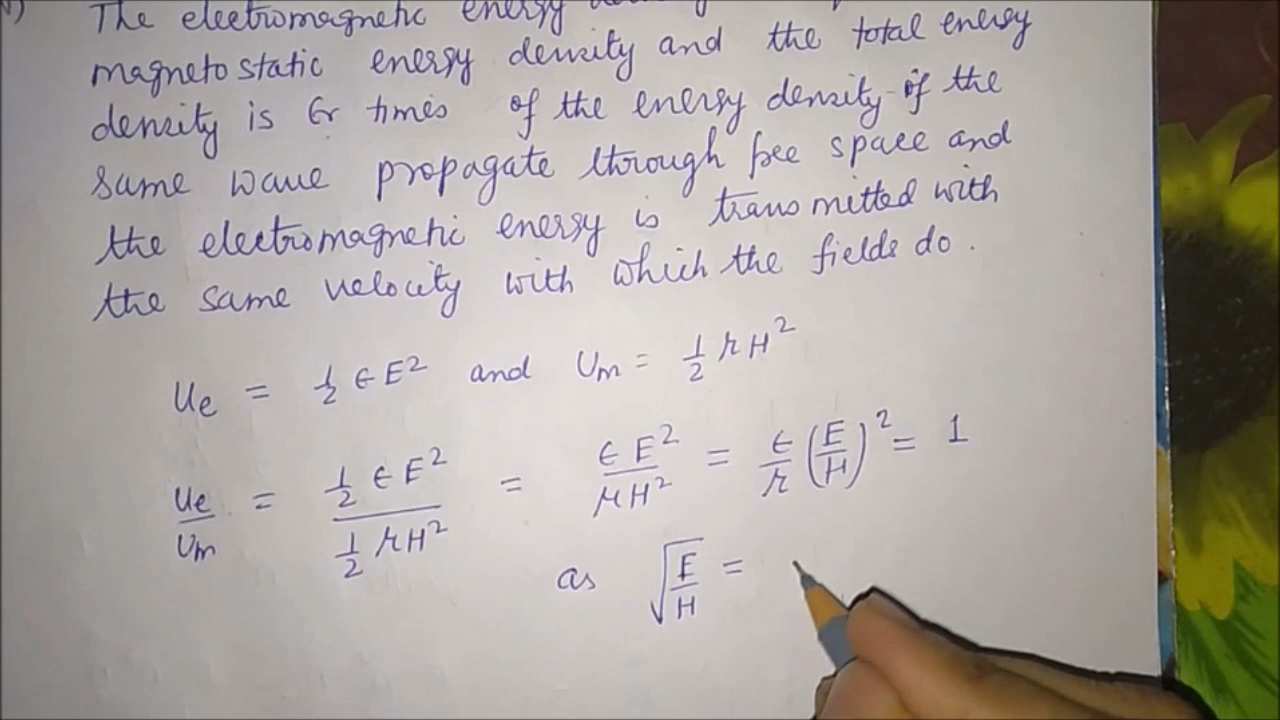 The electromagnetic energy
magnetostatic energy density and the total energy
density is ϵr times of the energy density of the
same wave propagate through free space and
the electromagnetic energy is transmitted with
the same velocity with which the fields do.
Ue = 1/2 ϵE² and Um = 1/2 μH²
Ue/Um = (1/2 ϵE²)/(1/2 μH²) = ϵE²/μH² = ϵ/μ (E/H)² = 1
as √(E/H) =